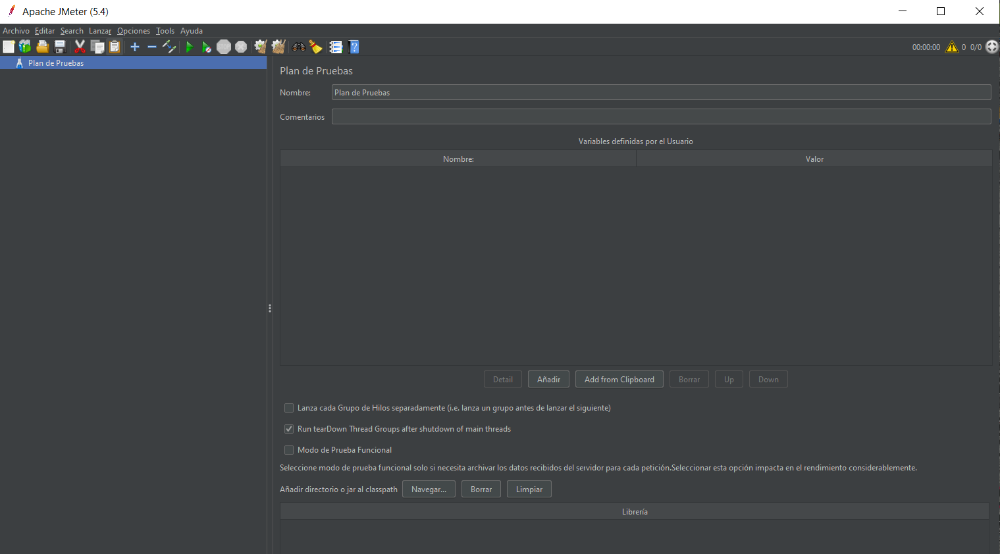 Apache JMeter (5.4)
Archivo Editar Search Lanzar Opciones Tools Ayuda
00:00:00 0 0/0
Plan de Pruebas
Plan de Pruebas
Nombre: Plan de Pruebas
Comentarios
Variables definidas por el Usuario
Nombre: Valor
Detail Añadir Add from Clipboard Borrar Up Down
Lanza cada Grupo de Hilos separadamente (i.e. lanza un grupo antes de lanzar el siguiente)
Run tearDown Thread Groups after shutdown of main threads
Modo de Prueba Funcional
Seleccione modo de prueba funcional solo si necesita archivar los datos recibidos del servidor para cada petición.Seleccionar esta opción impacta en el rendimiento considerablemente.
Añadir directorio o jar al classpath Navegar... Borrar Limpiar
Librería